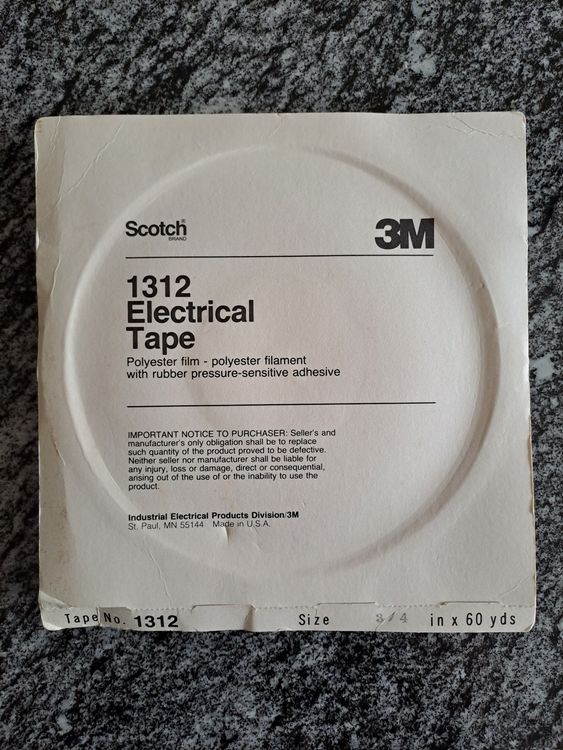 Scotch®
BRAND
3M
1312
Electrical
Tape
Polyester film - polyester filament
with rubber pressure-sensitive adhesive
IMPORTANT NOTICE TO PURCHASER: Seller's and
manufacturer's only obligation shall be to replace
such quantity of the product proved to be defective.
Neither seller nor manufacturer shall be liable for
any injury, loss or damage, direct or consequential,
arising out of the use of or the inability to use the
product.
Industrial Electrical Products Division/3M
St. Paul, MN 55144 Made in U.S.A.
Tape No. 1312 Size 3/4 in x 60 yds